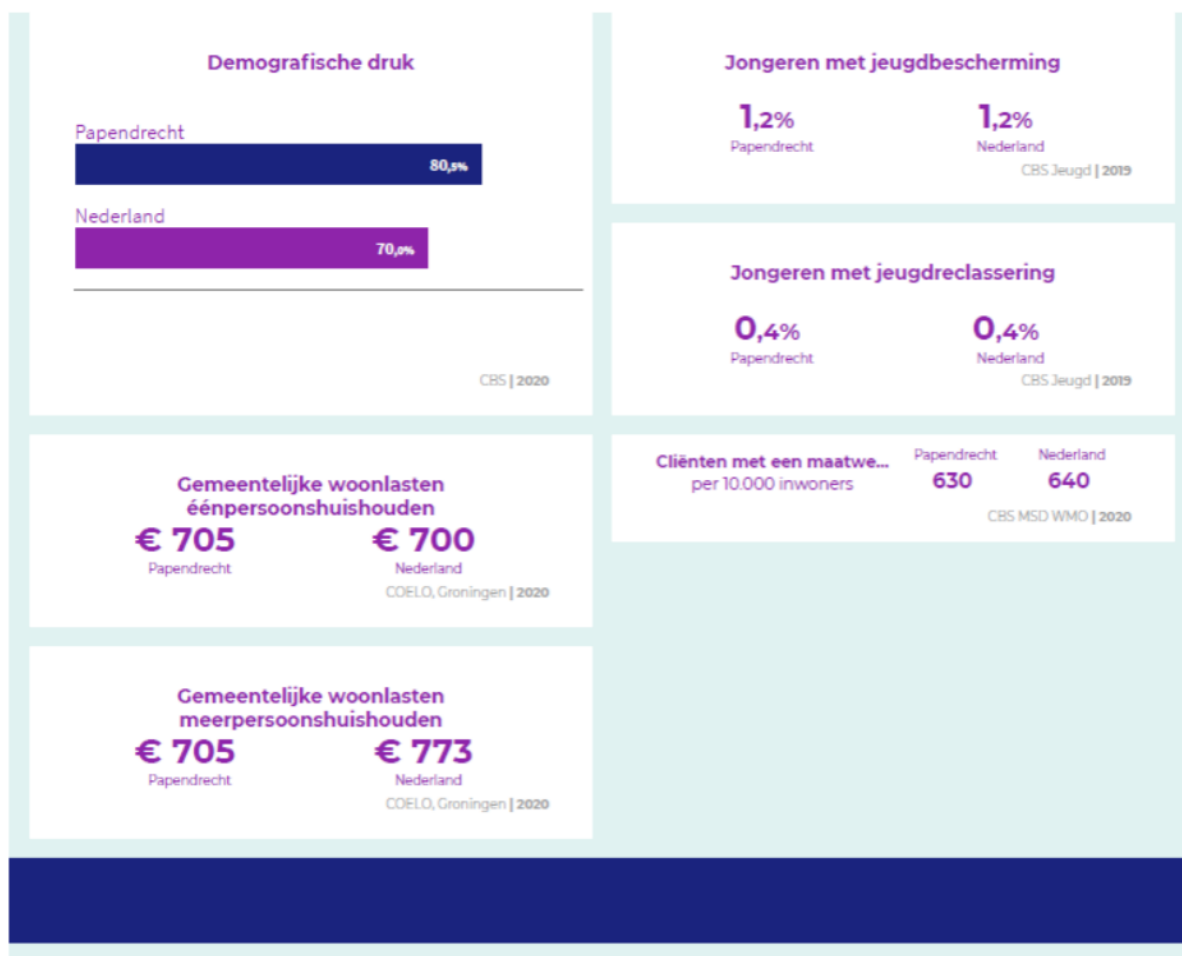 Demografische druk
Papendrecht
80,5%
Nederland
70,0%
CBS | 2020
Gemeentelijke woonlasten
éénpersoonshuishouden
€ 705 € 700
Papendrecht Nederland
COELO, Groningen | 2020
Gemeentelijke woonlasten
meerpersoonshuishouden
€ 705 € 773
Papendrecht Nederland
COELO, Groningen | 2020
Jongeren met jeugdbescherming
1,2% 1,2%
Papendrecht Nederland
CBS Jeugd | 2019
Jongeren met jeugdreclassering
0,4% 0,4%
Papendrecht Nederland
CBS Jeugd | 2019
Papendrecht Nederland
Cliënten met een maatwe...
per 10.000 inwoners
630 640
CBS MSD WMO | 2020